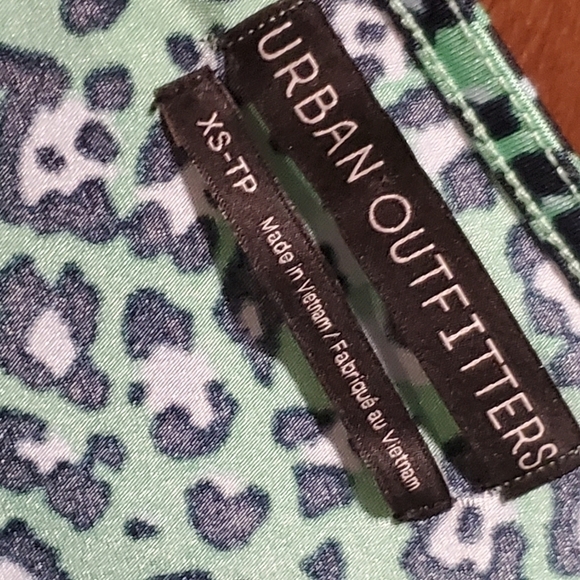 URBAN OUTFITTERS
XS-TP
Made in Vietnam / Fabriqué au Vietnam